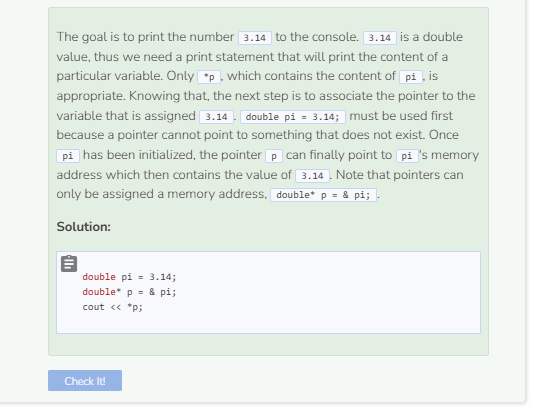 The goal is to print the number 3.14 to the console. 3.14 is a double
value, thus we need a print statement that will print the content of a
particular variable. Only *p, which contains the content of pi, is
appropriate. Knowing that, the next step is to associate the pointer to the
variable that is assigned 3.14. double pi = 3.14; must be used first
because a pointer cannot point to something that does not exist. Once
pi has been initialized, the pointer p can finally point to pi's memory
address which then contains the value of 3.14. Note that pointers can
only be assigned a memory address, double* p = & pi;.
Solution:
double pi = 3.14;
double* p = & pi;
cout << *p;
Check It!